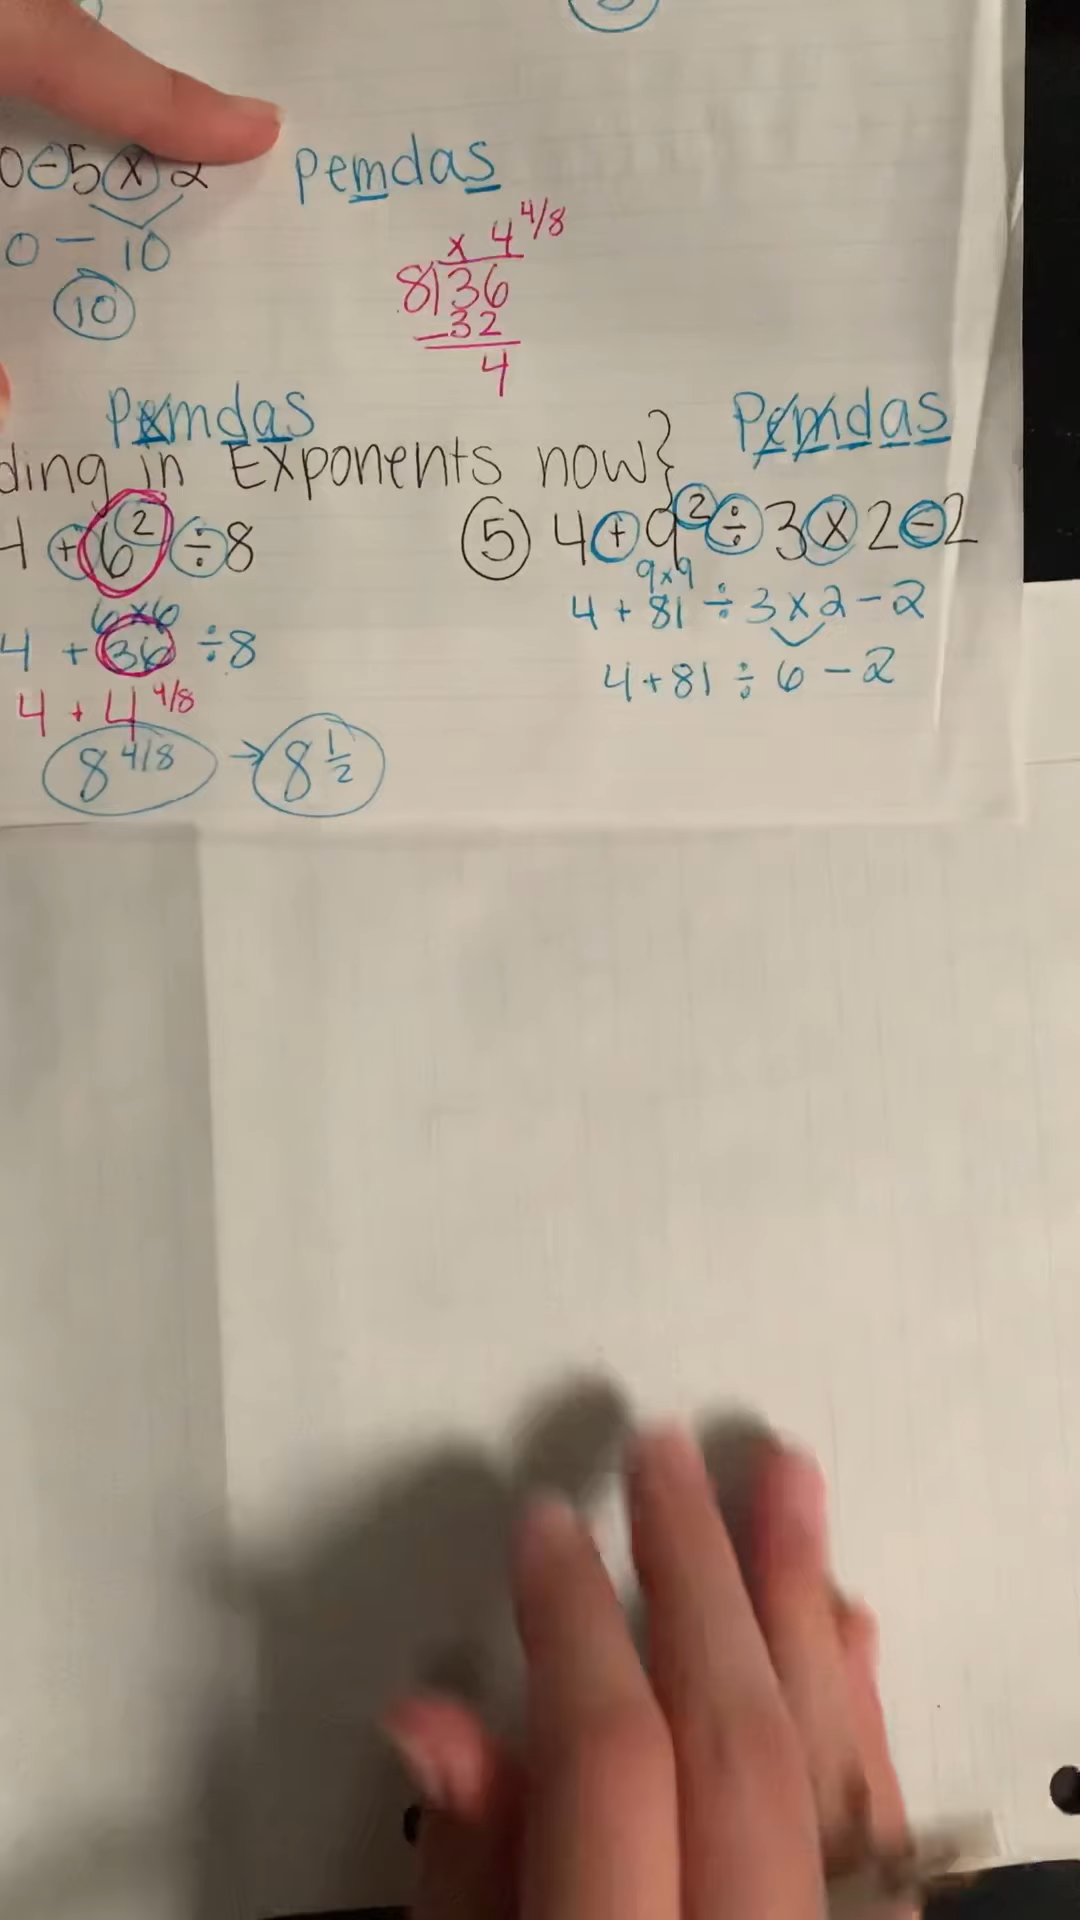 0-5x2
pemdas
0 - 10
10
x 4 4/8
8)36
-32
4
Pemdas
Pemdas
ding in Exponents now}
4 + 6² ÷ 8
6x6
4 + 36 ÷8
4 + 4 4/8
8 4/8 → 8 1/2
5 4+9²÷3x2-2
9x9
4 + 81 ÷ 3 x 2 - 2
4+81 ÷ 6 - 2